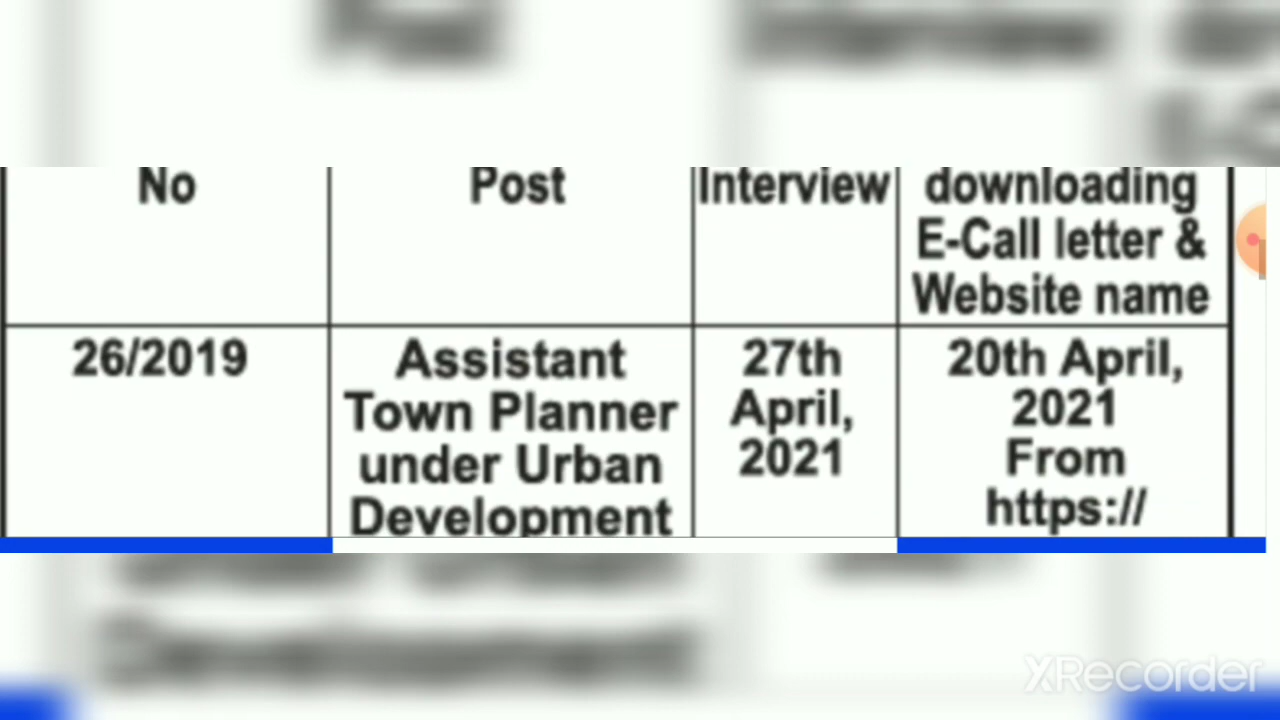 No
Post
Interview
downloading
E-Call letter &
Website name
26/2019
Assistant
Town Planner
under Urban
Development
27th
April,
2021
20th April,
2021
From
https://
XRecorder